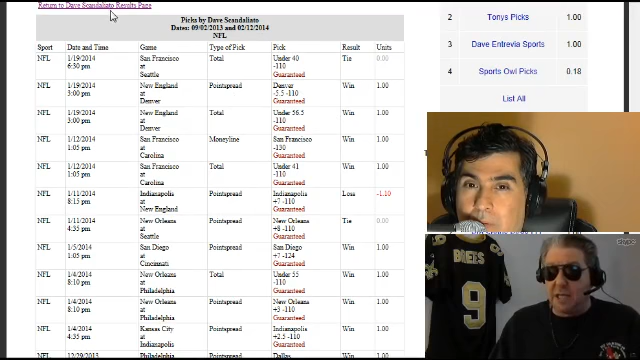 Return to Dave Scandaliato Results Page
Picks by Dave Scandaliato
Dates: 09/02/2013 and 02/12/2014
NFL
Sport Date and Time Game Type of Pick Pick Result Units
NFL 1/19/2014 San Francisco Total Under 40 Tie 0.00
6:30 pm at -110
Seattle Guaranteed
NFL 1/19/2014 New England Pointspread Denver Win 1.00
3:00 pm at -5.5 -110
Denver Guaranteed
NFL 1/19/2014 New England Total Under 56.5 Win 1.00
3:00 pm at -110
Denver Guaranteed
NFL 1/12/2014 San Francisco Moneyline San Francisco Win 1.00
1:05 pm at -130
Carolina Guaranteed
NFL 1/12/2014 San Francisco Total Under 41 Win 1.00
1:05 pm at -110
Carolina Guaranteed
NFL 1/11/2014 Indianapolis Pointspread Indianapolis Loss -1.10
8:15 pm at +7 -110
New England Guaranteed
NFL 1/11/2014 New Orleans Pointspread New Orleans Tie 0.00
4:35 pm at +8 -110
Seattle Guaranteed
NFL 1/5/2014 San Diego Pointspread San Diego Win 1.00
1:05 pm at +7 -124
Cincinnati Guaranteed
NFL 1/4/2014 New Orleans Total Under 55 Win 1.00
8:10 pm at -110
Philadelphia Guaranteed
NFL 1/4/2014 New Orleans Pointspread New Orleans Win 1.00
8:10 pm at +3 -110
Philadelphia Guaranteed
NFL 1/4/2014 Kansas City Pointspread Indianapolis Win 1.00
4:35 pm at +2.5 -110
Indianapolis Guaranteed
NFL 12/29/2013 Philadelphia Pointspread Dallas Win 1.00
2 Tonys Picks 1.00
3 Dave Entrevia Sports 1.00
4 Sports Owl Picks 0.18
List All
skype
BREES
9